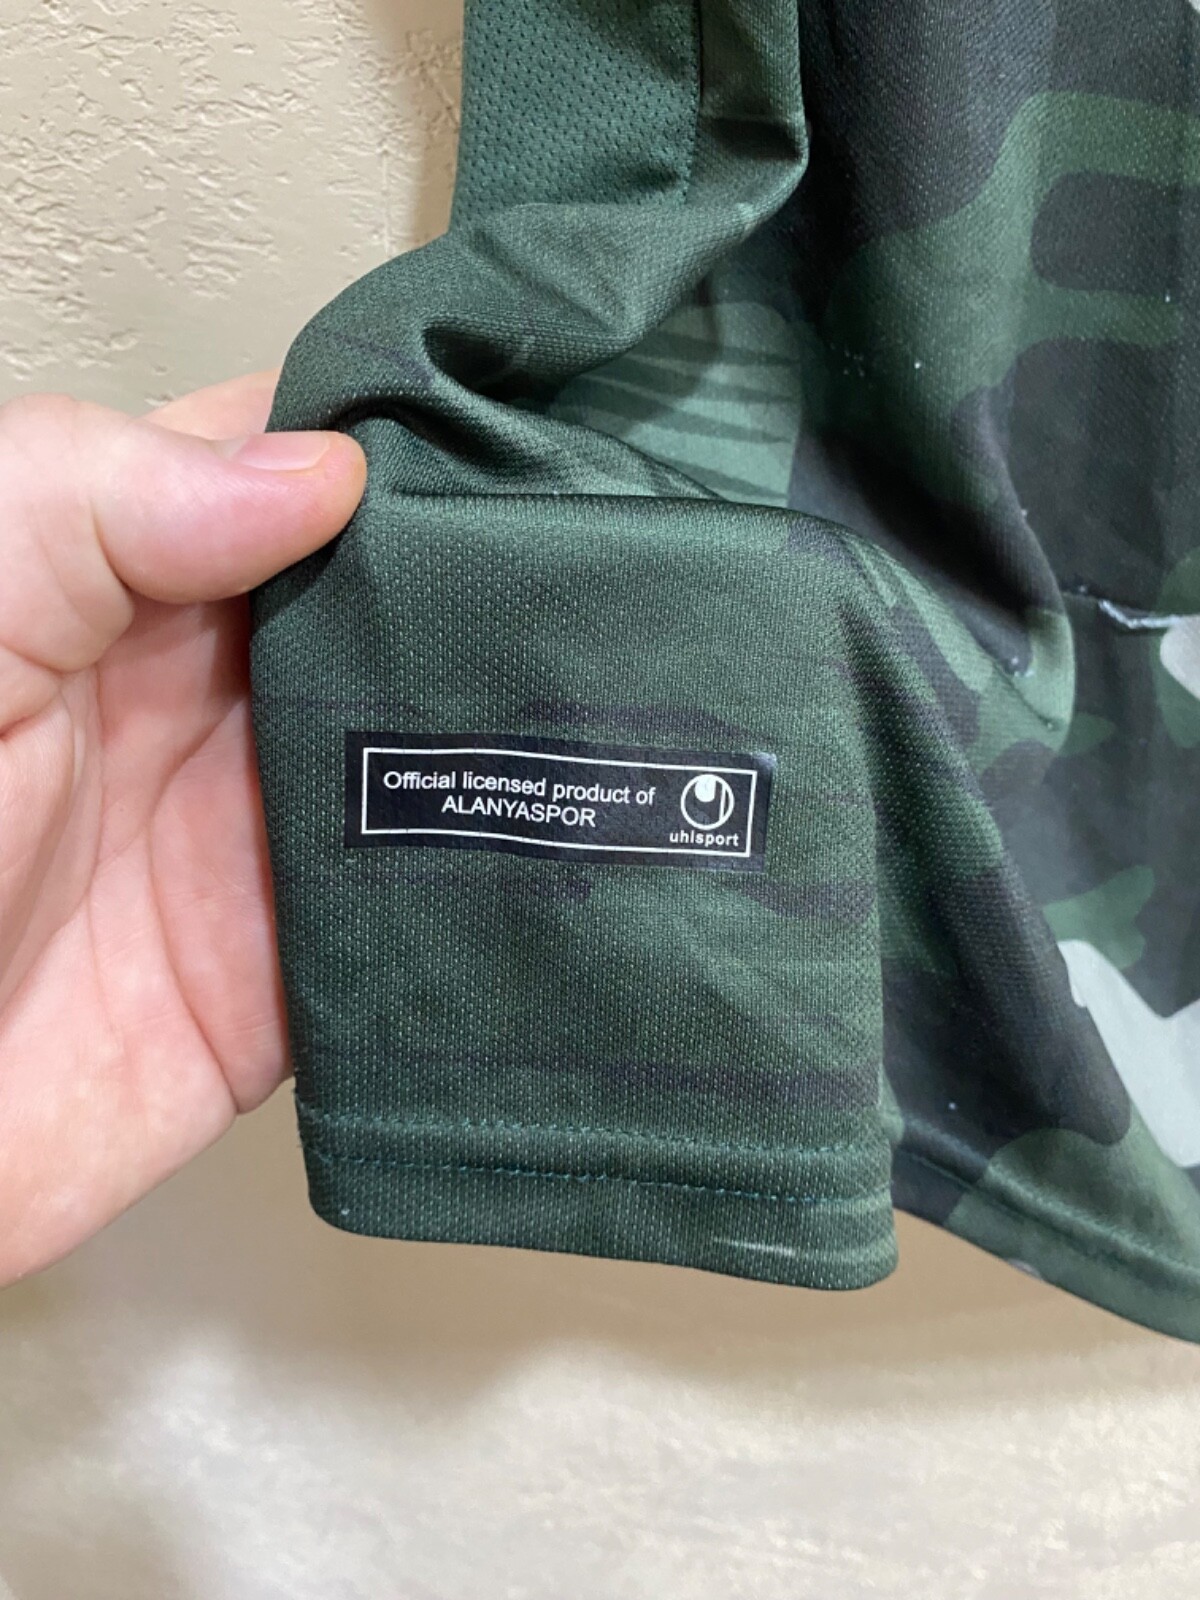 Official licensed product of
ALANYASPOR
uhlsport